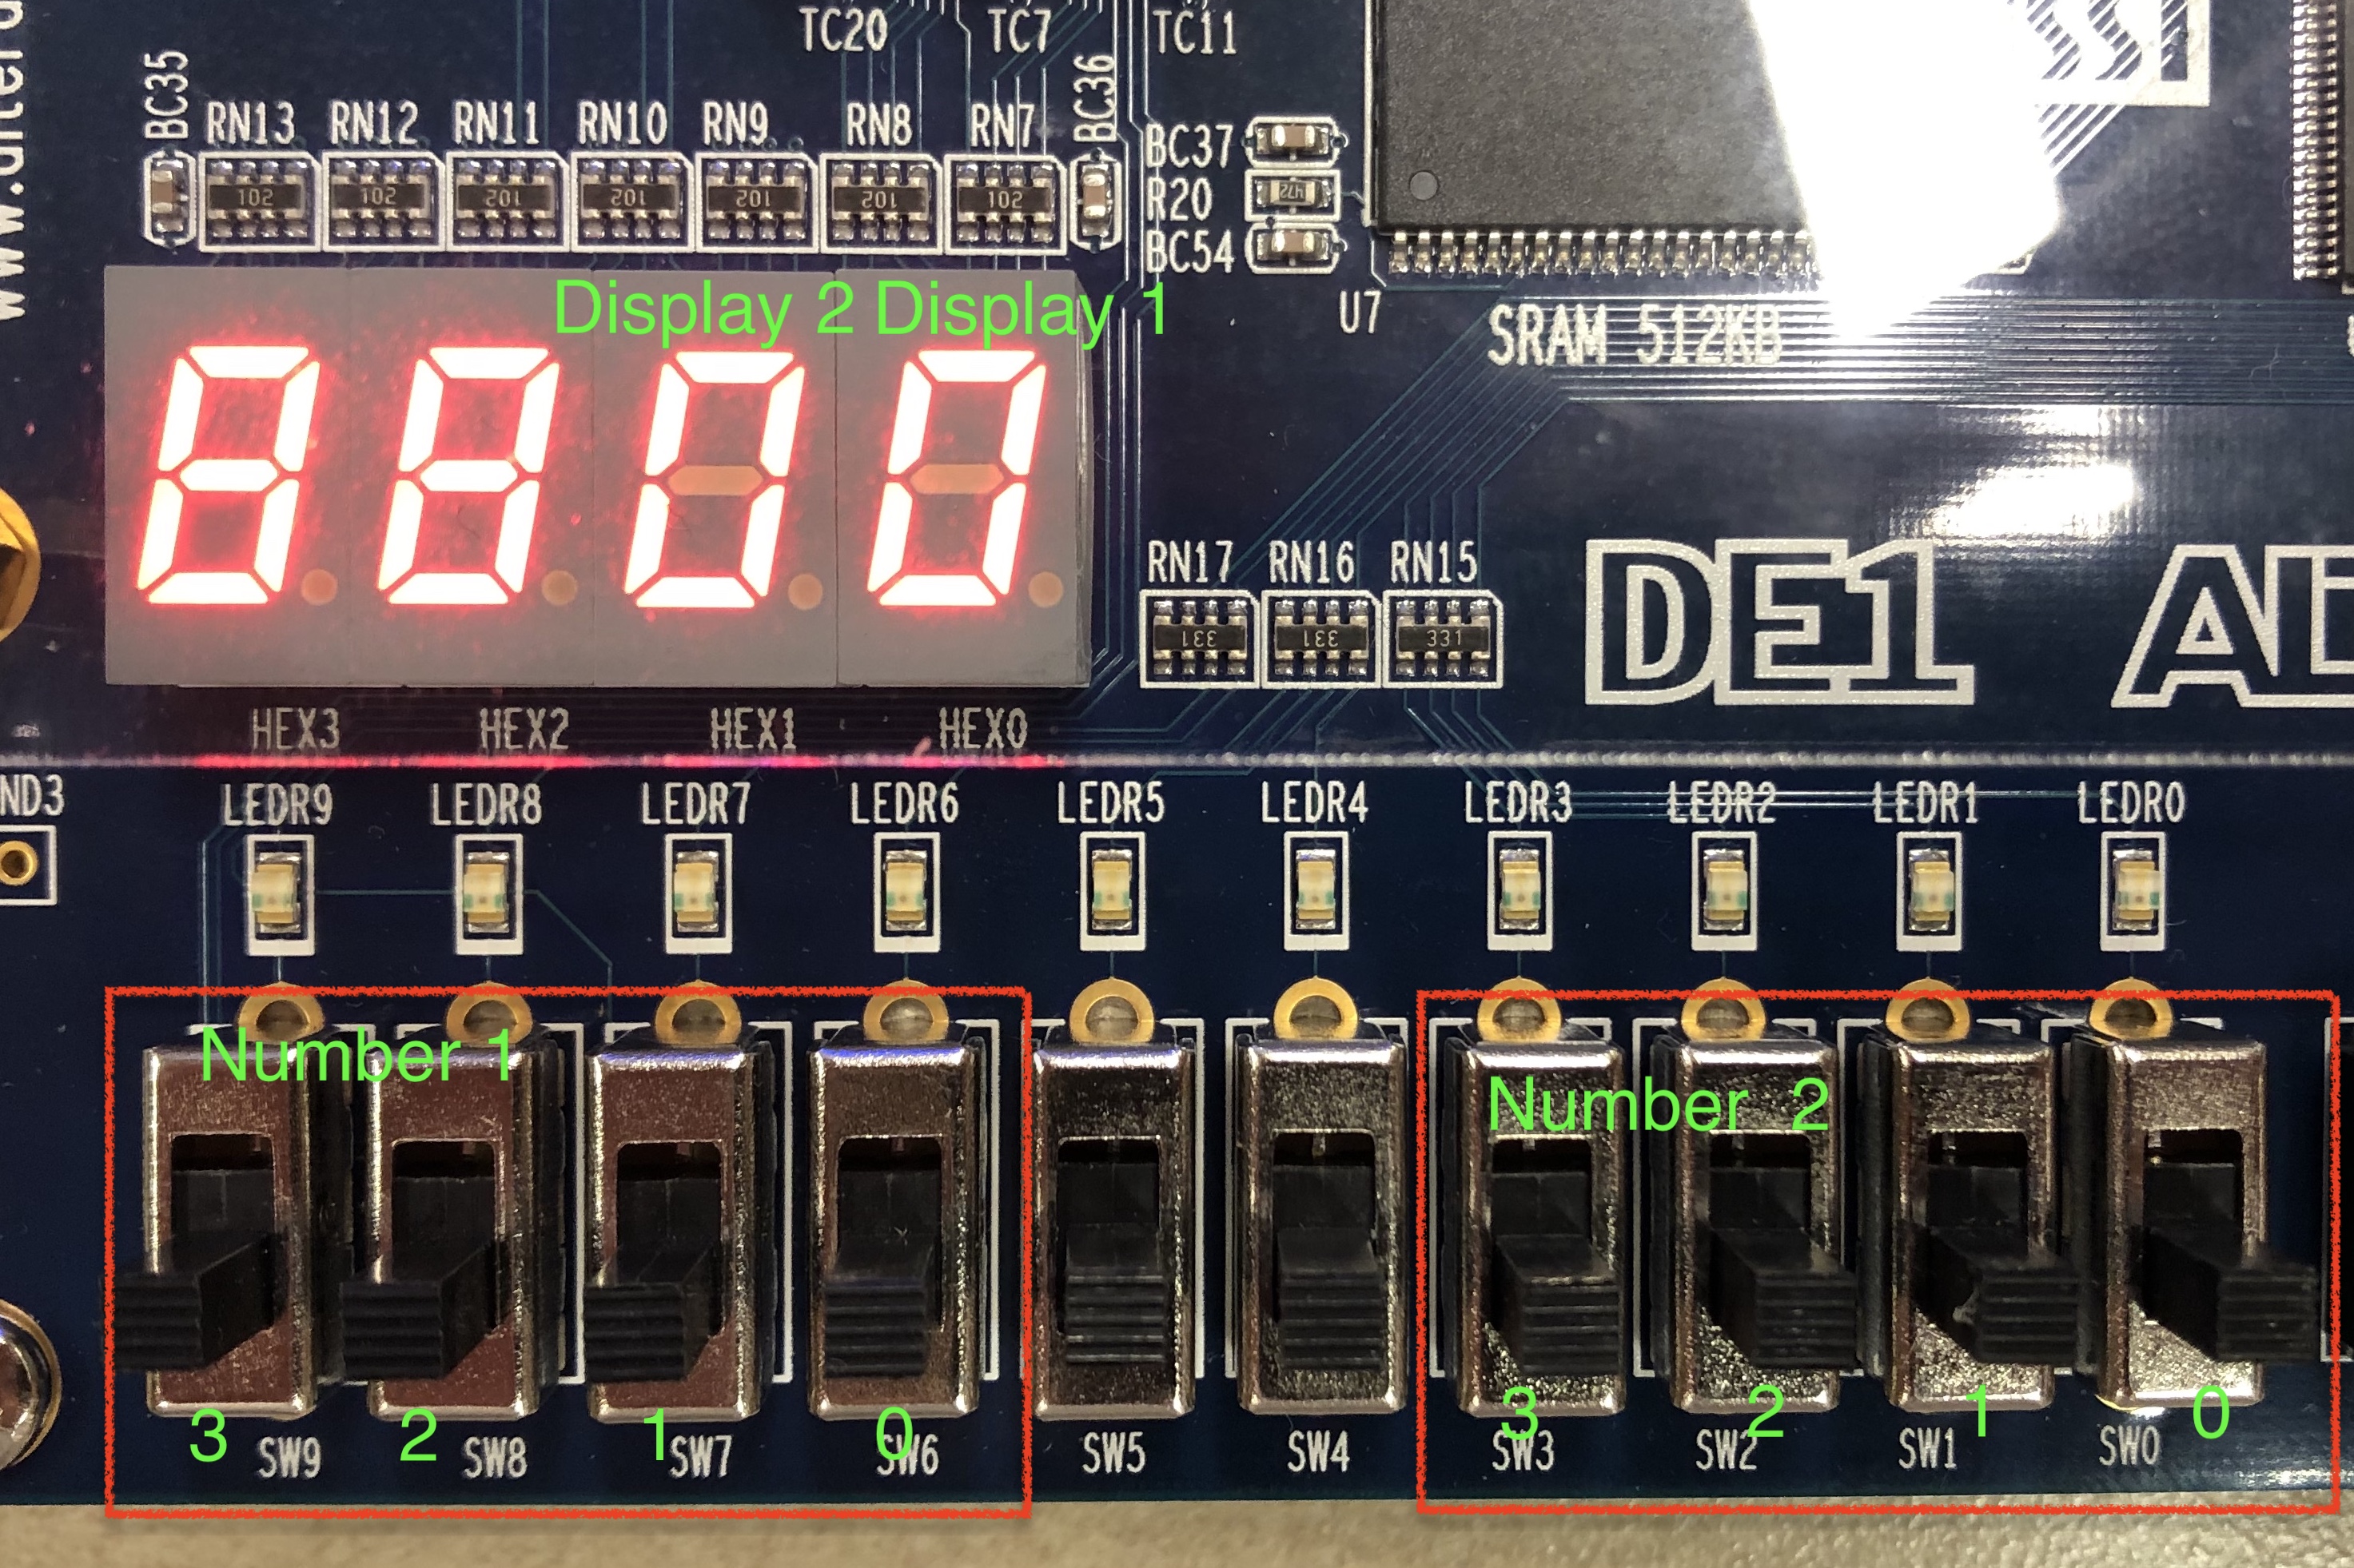 TC20 TC7 TC11
BC35
RN13 RN12 RN11 RN10 RN9 RN8 RN7
BC36
BC37
R20
BC54
102 102 201 201 201 201 102
472
Display 2 Display 1
U7
SRAM 512KB
8800
RN17 RN16 RN15
331 331 331
DE1
HEX3 HEX2 HEX1 HEX0
ND3
LEDR9 LEDR8 LEDR7 LEDR6 LEDR5 LEDR4 LEDR3 LEDR2 LEDR1 LEDR0
Number 1
Number 2
3 2 1 0 3 2 1 0
SW9 SW8 SW7 SW6 SW5 SW4 SW3 SW2 SW1 SW0